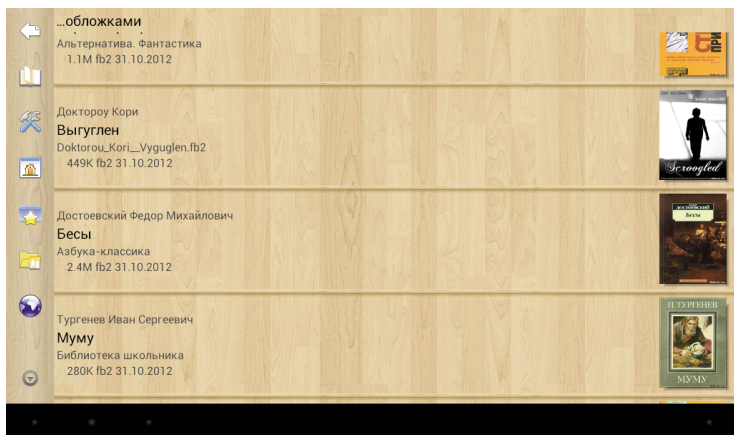 …обложками
Альтернатива. Фантастика
1.1M fb2 31.10.2012
ПРИ
Доктороу Кори
Выгуглен
Doktorou_Kori__Vyguglen.fb2
449K fb2 31.10.2012
Scroogled
Достоевский Федор Михайлович
Бесы
Азбука-классика
2.4M fb2 31.10.2012
ДОСТОЕВСКИЙ
Бесы
Тургенев Иван Сергеевич
Муму
Библиотека школьника
280K fb2 31.10.2012
И. ТУРГЕНЕВ
МУМУ